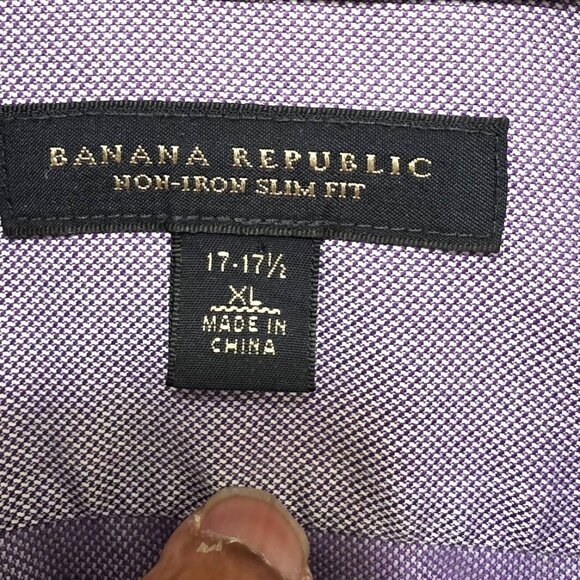 BANANA REPUBLIC
NON-IRON SLIM FIT
17-17½
XL
MADE IN
CHINA